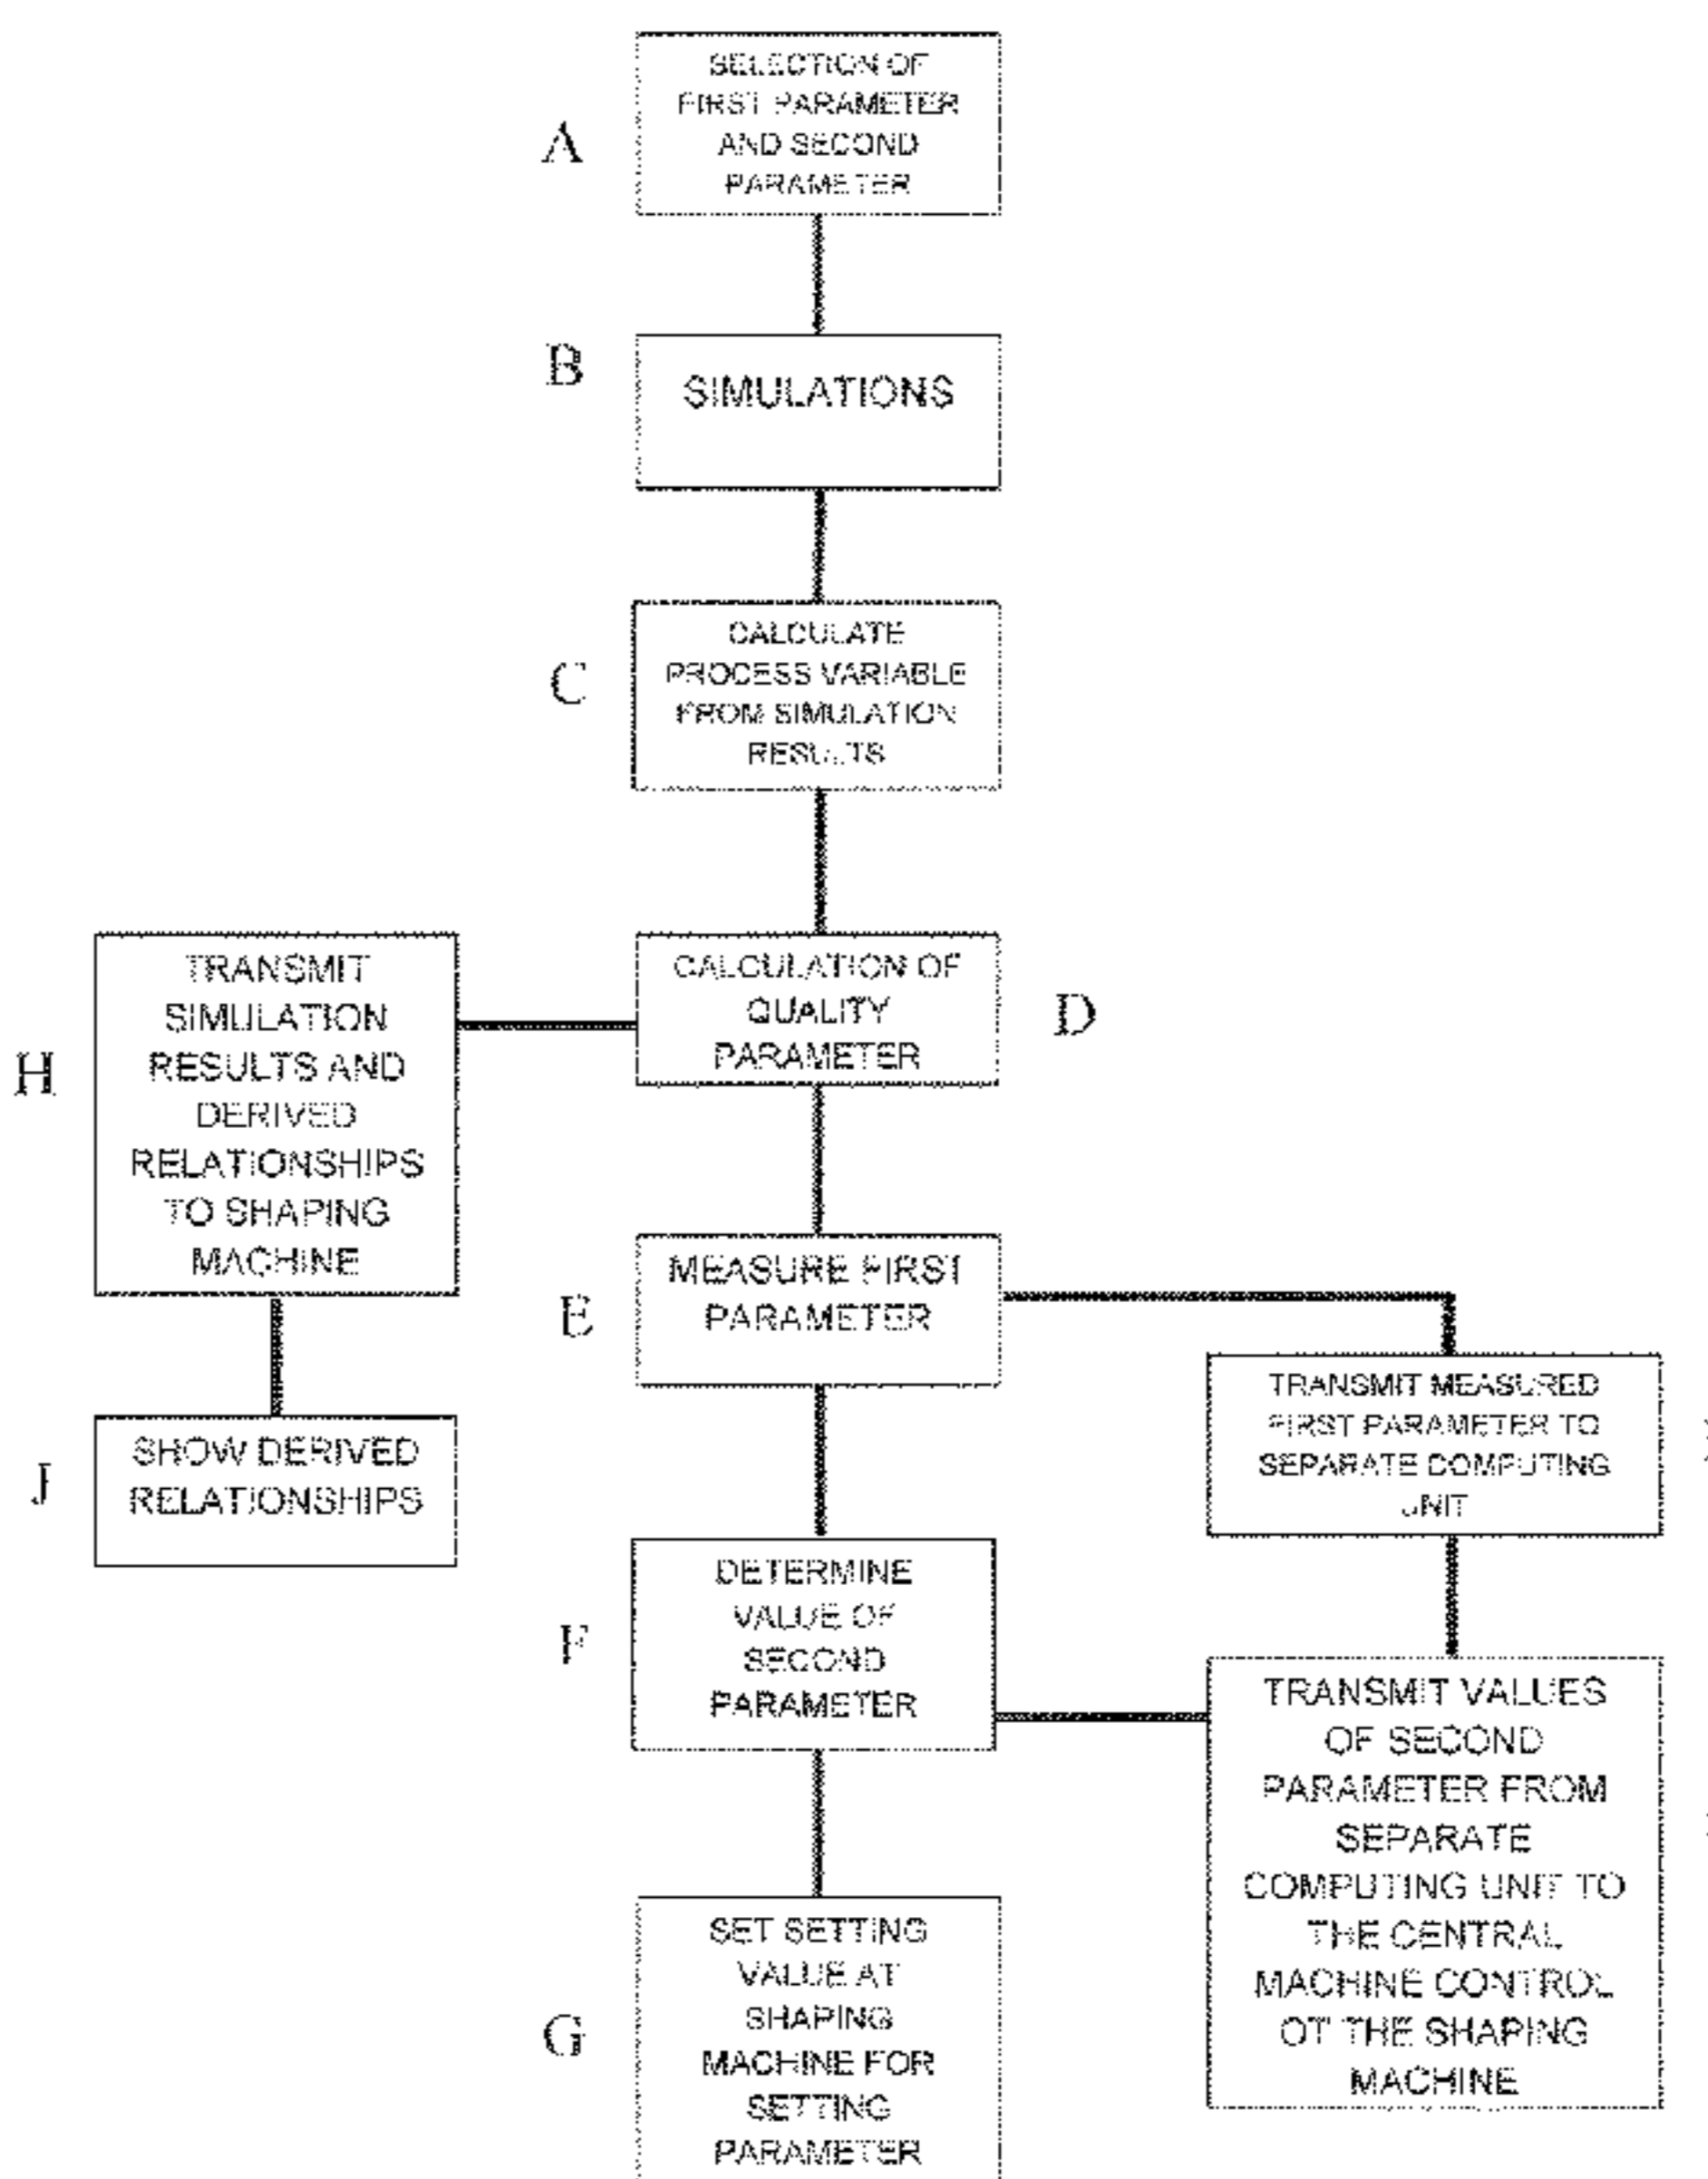 A
SELECTION OF
FIRST PARAMETER
AND SECOND
PARAMETER
B
SIMULATIONS
C
CALCULATE
PROCESS VARIABLE
FROM SIMULATION
RESULTS
D
CALCULATION OF
QUALITY
PARAMETER
H
TRANSMIT
SIMULATION
RESULTS AND
DERIVED
RELATIONSHIPS
TO SHAPING
MACHINE
E
MEASURE FIRST
PARAMETER
J
SHOW DERIVED
RELATIONSHIPS
TRANSMIT MEASURED
FIRST PARAMETER TO
SEPARATE COMPUTING
UNIT
F
DETERMINE
VALUE OF
SECOND
PARAMETER
TRANSMIT VALUES
OF SECOND
PARAMETER FROM
SEPARATE
COMPUTING UNIT TO
THE CENTRAL
MACHINE CONTROL
OT THE SHAPING
MACHINE
G
SET SETTING
VALUE AT
SHAPING
MACHINE FOR
SETTING
PARAMETER